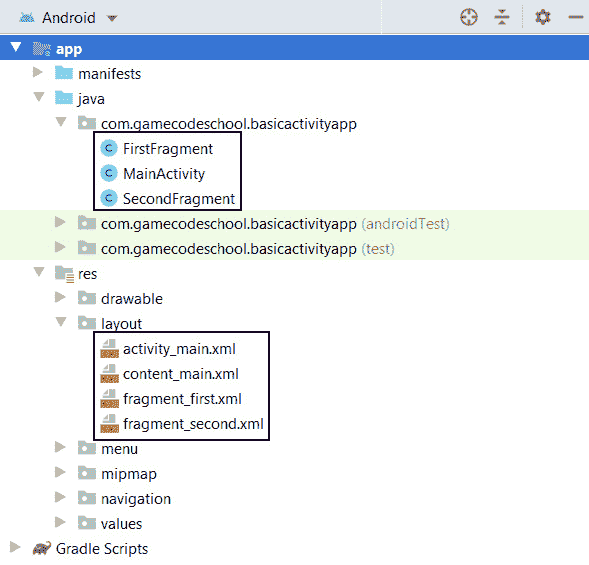 Android
app
manifests
java
com.gamecodeschool.basicactivityapp
FirstFragment
MainActivity
SecondFragment
com.gamecodeschool.basicactivityapp (androidTest)
com.gamecodeschool.basicactivityapp (test)
res
drawable
layout
activity_main.xml
content_main.xml
fragment_first.xml
fragment_second.xml
menu
mipmap
navigation
values
Gradle Scripts